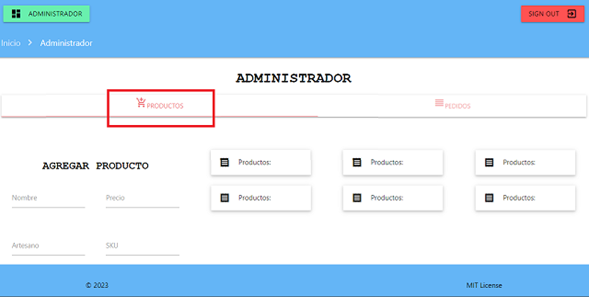 ADMINISTRADOR
SIGN OUT
Inicio > Administrador
ADMINISTRADOR
PRODUCTOS
PEDIDOS
AGREGAR PRODUCTO
Productos: Productos: Productos:
Nombre Precio
Productos: Productos: Productos:
Artesano SKU
© 2023 MIT License